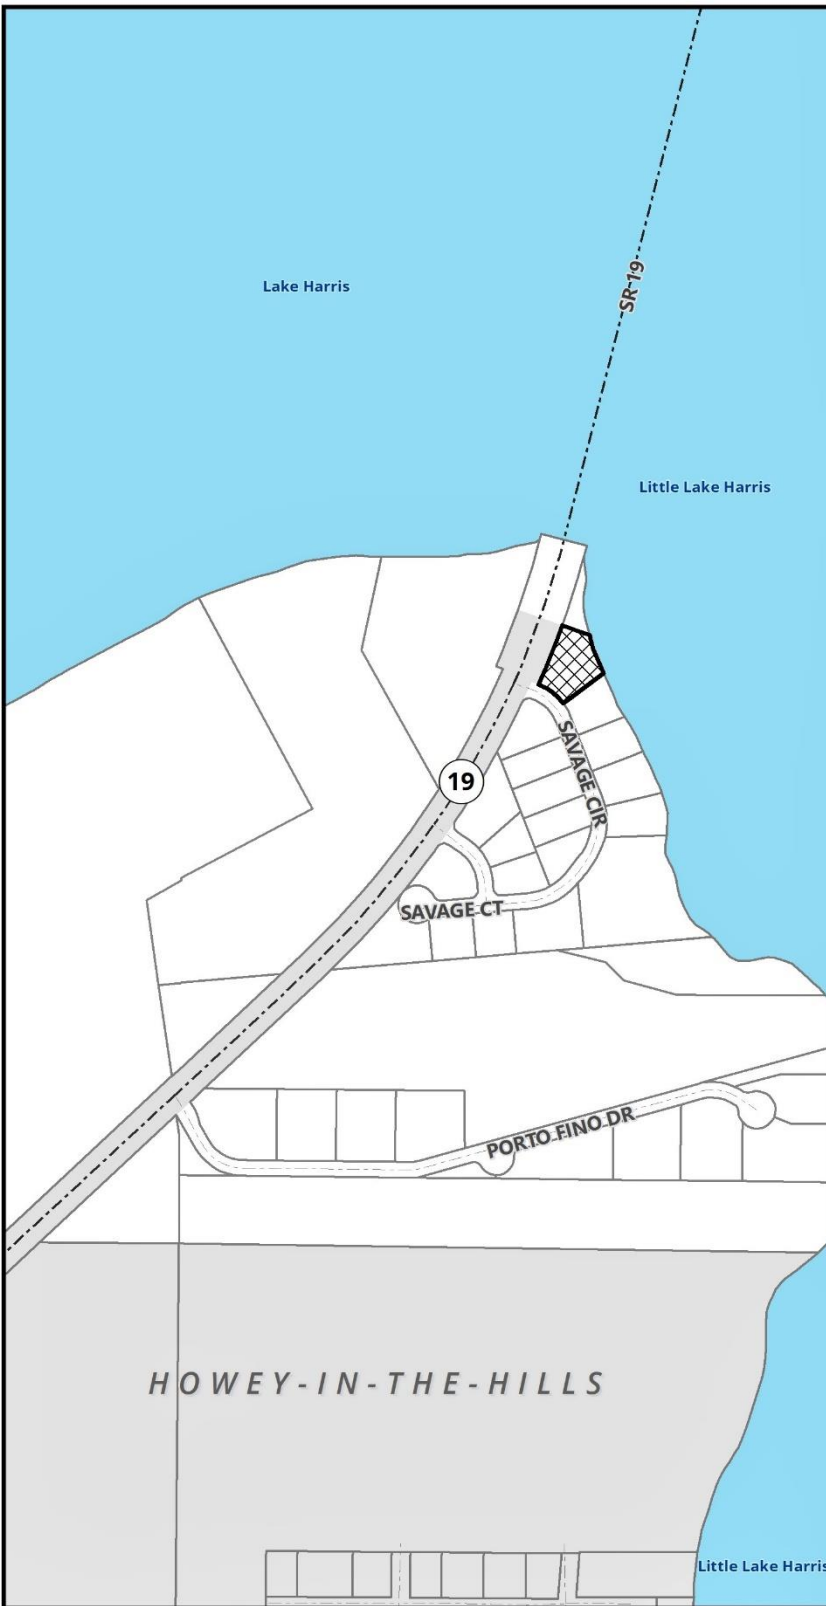 Lake Harris
SR 19
Little Lake Harris
SAVAGE CIR
19
SAVAGE CT
PORTO FINO DR
HOWEY-IN-THE-HILLS
Little Lake Harris